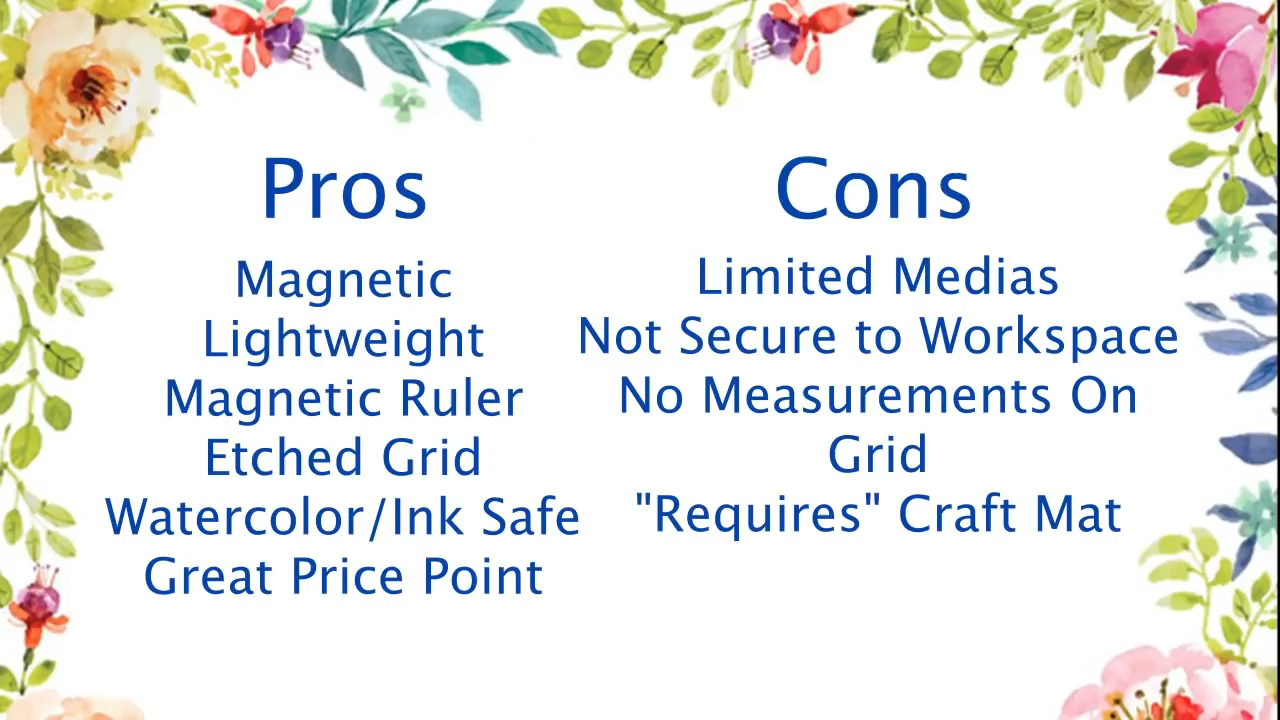 Pros
Magnetic
Lightweight
Magnetic Ruler
Etched Grid
Watercolor/Ink Safe
Great Price Point
Cons
Limited Medias
Not Secure to Workspace
No Measurements On
Grid
"Requires" Craft Mat